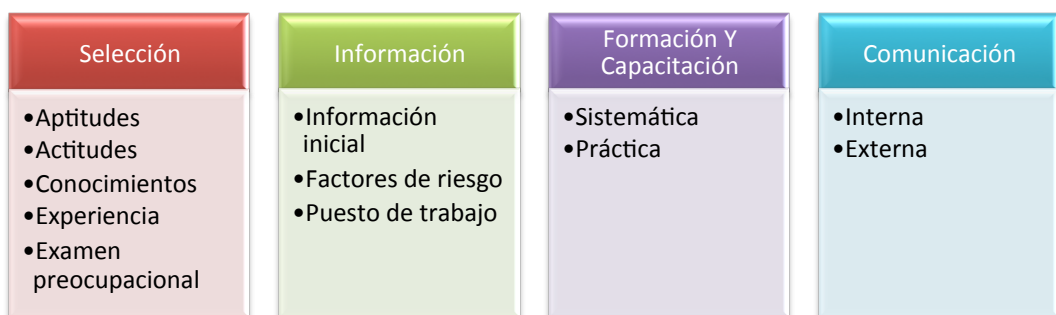 Selección
•Aptitudes
•Actitudes
•Conocimientos
•Experiencia
•Examen
preocupacional
Información
•Información
inicial
•Factores de riesgo
•Puesto de trabajo
Formación Y
Capacitación
•Sistemática
•Práctica
Comunicación
•Interna
•Externa